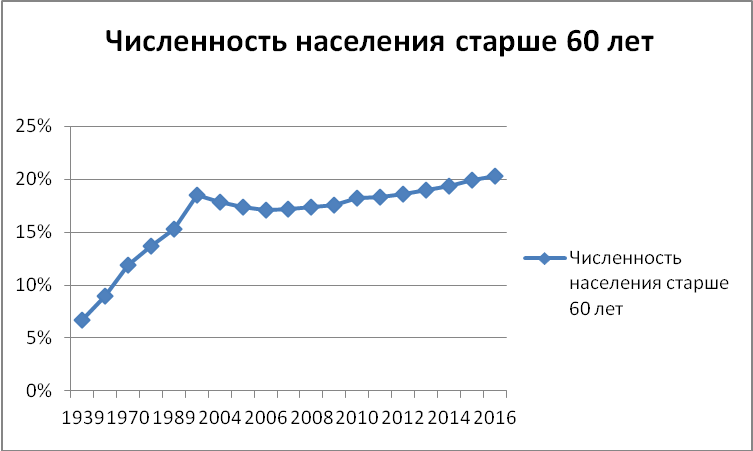 Численность населения старше 60 лет
25%
20%
15%
10%
5%
0%
1939 1970 1989 2004 2006 2008 2010 2012 2014 2016
Численность
населения старше
60 лет